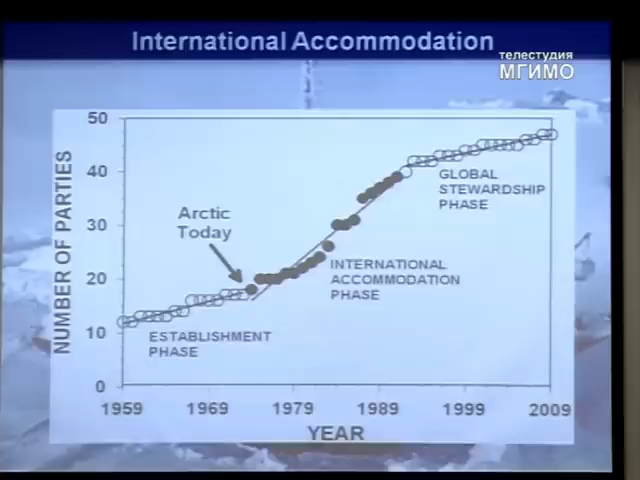 International Accommodation
телестудия
МГИМО
NUMBER OF PARTIES
50
40
30
20
10
0
Arctic
Today
GLOBAL
STEWARDSHIP
PHASE
INTERNATIONAL
ACCOMMODATION
PHASE
ESTABLISHMENT
PHASE
1959 1969 1979 1989 1999 2009
YEAR